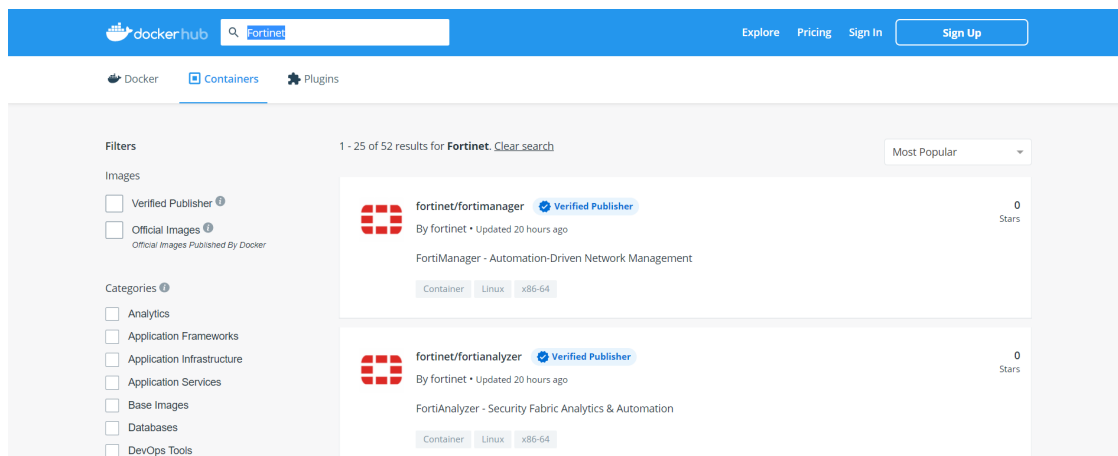 dockerhub
Fortinet
Explore Pricing Sign In Sign Up
Docker Containers Plugins
Filters
Images
Verified Publisher
Official Images
Official Images Published By Docker
Categories
Analytics
Application Frameworks
Application Infrastructure
Application Services
Base Images
Databases
DevOps Tools
1 - 25 of 52 results for Fortinet. Clear search
Most Popular
fortinet/fortimanager Verified Publisher
By fortinet • Updated 20 hours ago
FortiManager - Automation-Driven Network Management
Container Linux x86-64
0
Stars
fortinet/fortianalyzer Verified Publisher
By fortinet • Updated 20 hours ago
FortiAnalyzer - Security Fabric Analytics & Automation
Container Linux x86-64
0
Stars